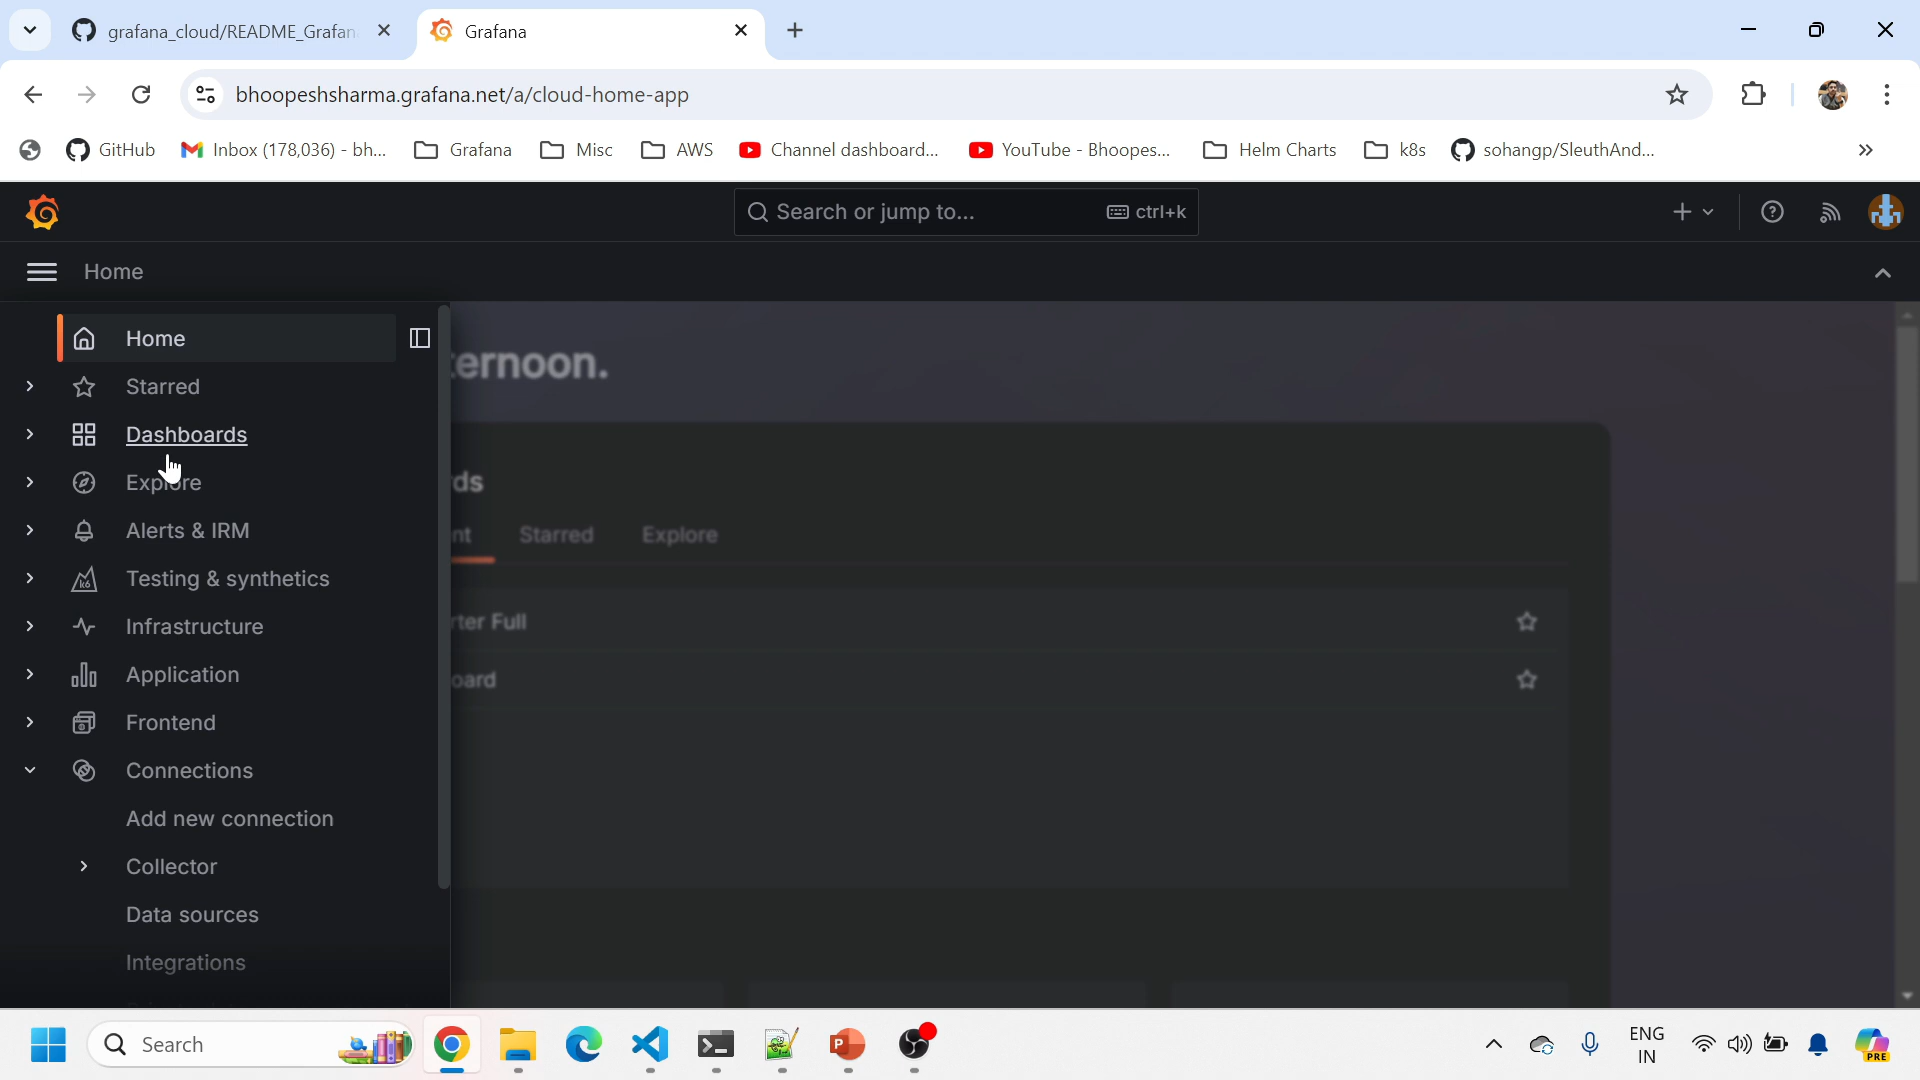 grafana_cloud/README_Grafan
Grafana
bhoopeshsharma.grafana.net/a/cloud-home-app
GitHub
Inbox (178,036) - bh...
Grafana
Misc
AWS
Channel dashboard...
YouTube - Bhoopes...
Helm Charts
k8s
sohangp/SleuthAnd...
Search or jump to...
ctrl+k
Home
Home
ternoon.
Starred
Dashboards
ds
Explore
nt
Starred
Explore
Alerts & IRM
k6
Testing & synthetics
Infrastructure
rter Full
Application
oard
Frontend
Connections
Add new connection
Collector
Data sources
Integrations
Search
ENG
IN
PRE